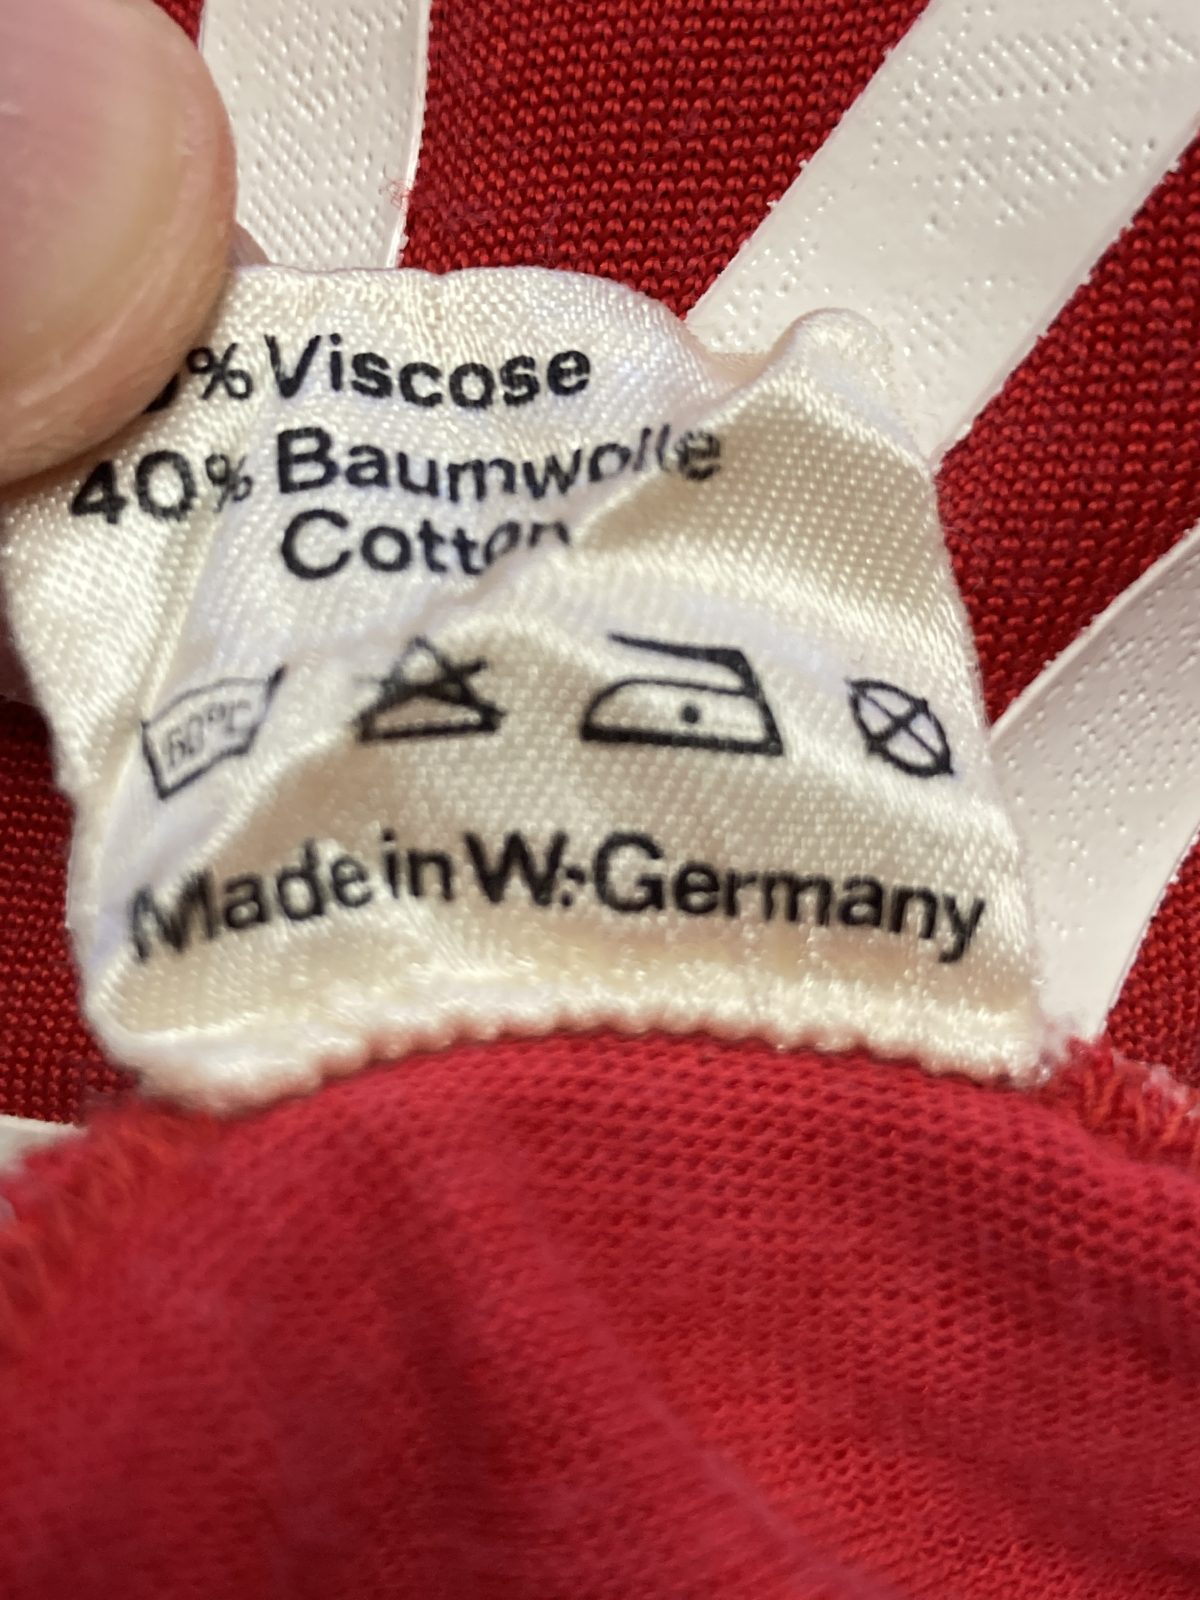 % Viscose
40% Baumwolle
Cotton
60°C
Made in W.-Germany